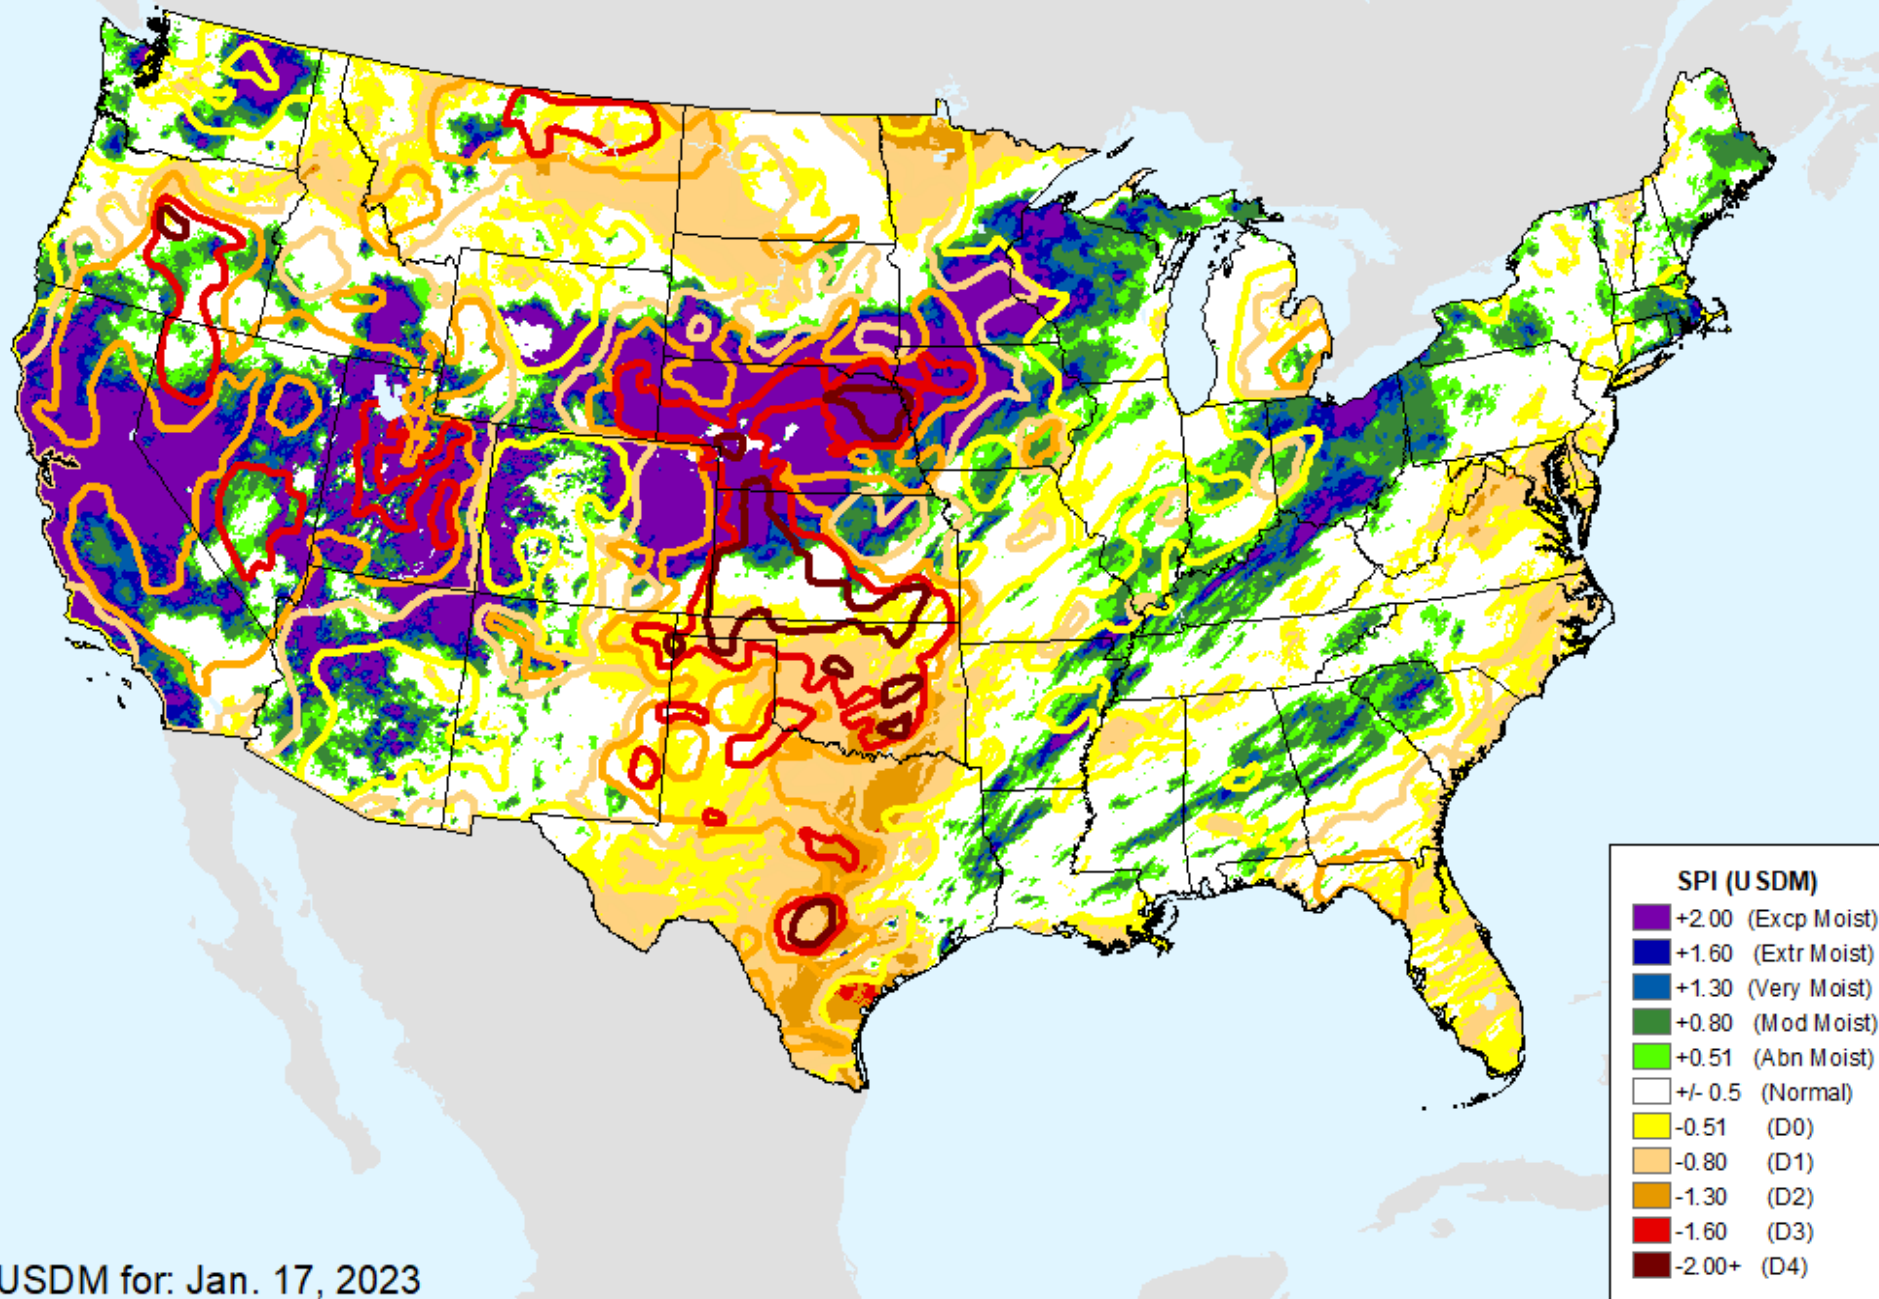 SPI (USDM)
+2.00 (Excp Moist)
+1.60 (Extr Moist)
+1.30 (Very Moist)
+0.80 (Mod Moist)
+0.51 (Abn Moist)
+/- 0.5 (Normal)
-0.51 (D0)
-0.80 (D1)
-1.30 (D2)
-1.60 (D3)
-2.00+ (D4)
USDM for: Jan. 17, 2023